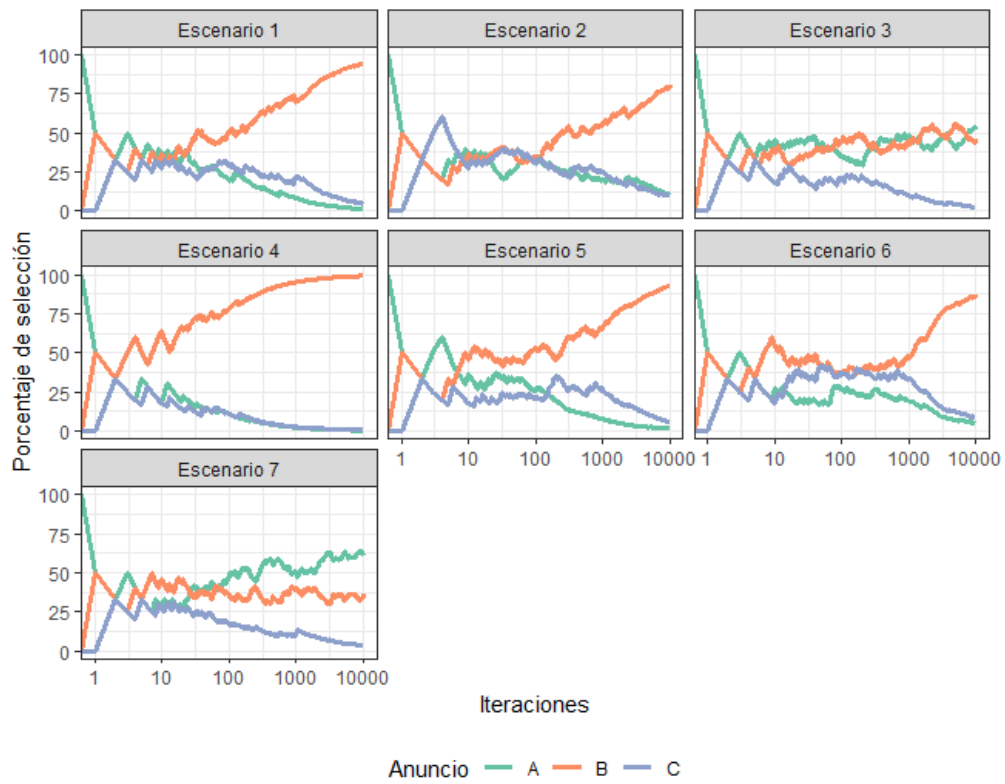 Escenario 1
Escenario 2
Escenario 3
100
75
50
25
0
Escenario 4
Escenario 5
Escenario 6
100
75
50
25
0
1 10 100 1000 10000
1 10 100 1000 10000
Escenario 7
100
75
50
25
0
1 10 100 1000 10000
Porcentaje de selección
Iteraciones
Anuncio A B C